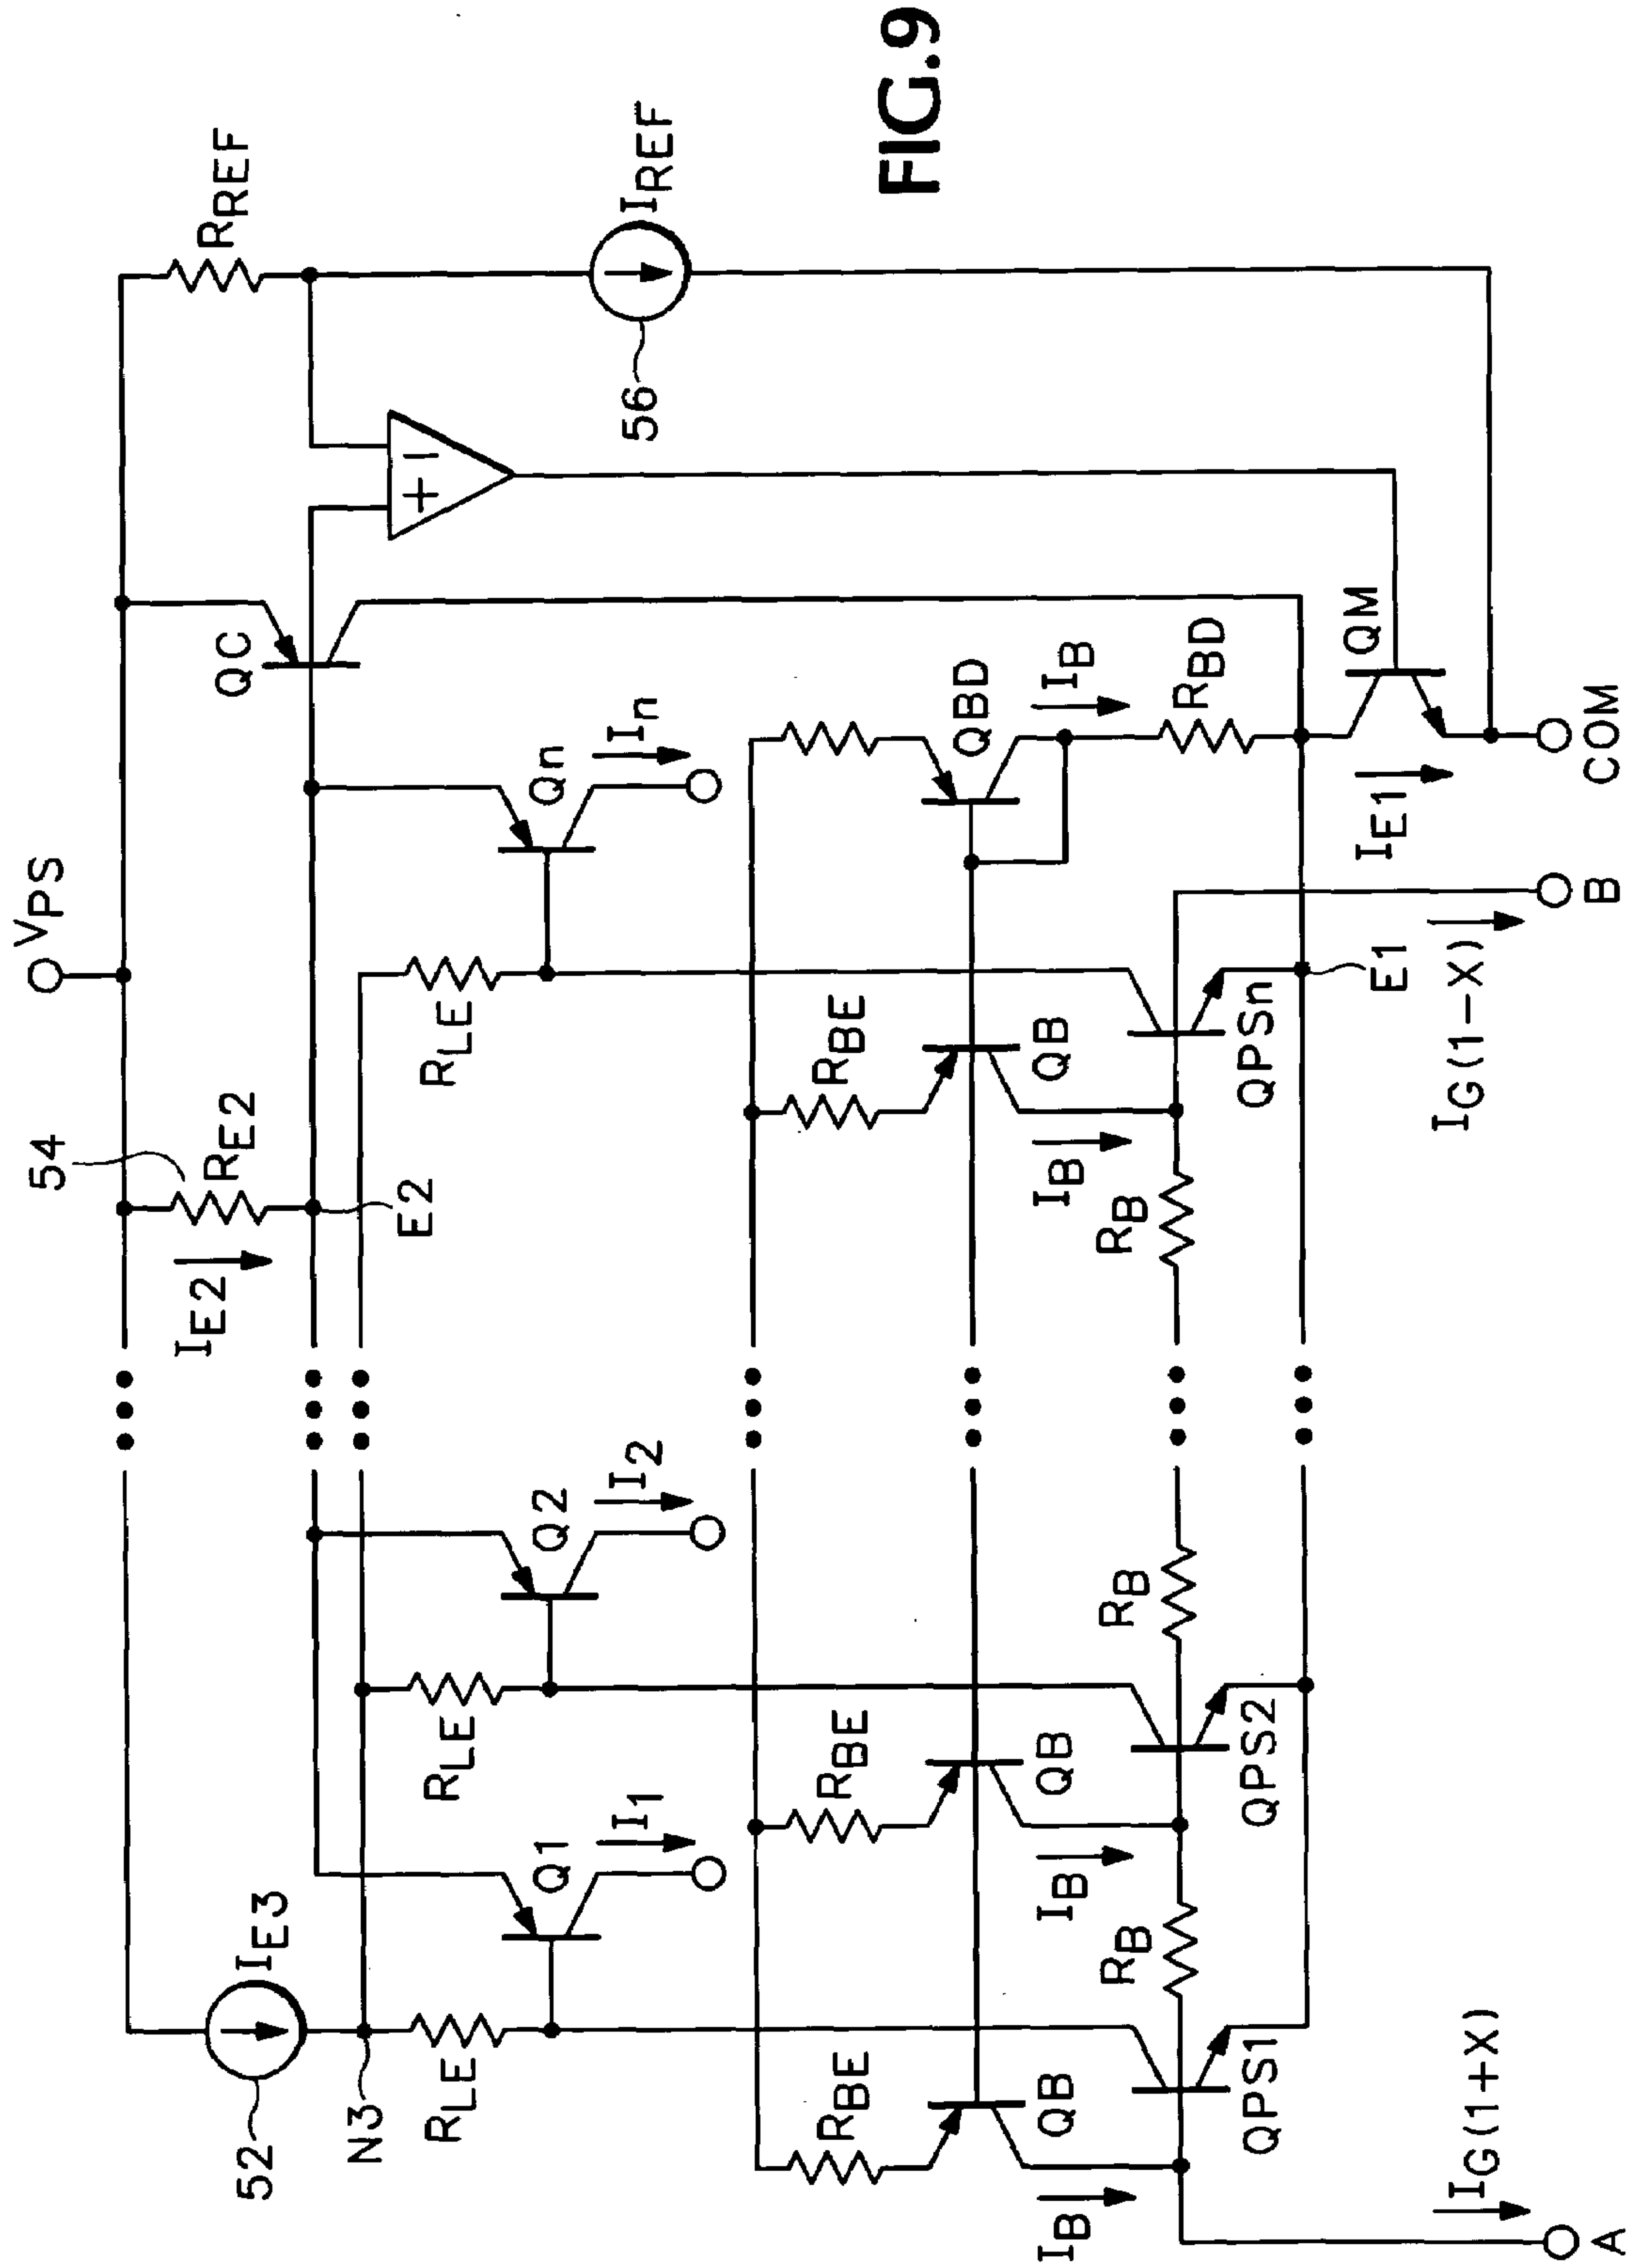 VPS
54
IE2
RE2
E2
RREF
QC
IE3
52
N3
RLE
RLE
RLE
Q1
I1
Q2
I2
Qn
In
+
−
56
IREF
RBE
RBE
RBE
QB
QB
QB
QBD
IB
IB
IB
IB
RBD
RB
RB
RB
QPS1
QPS2
QPSn
E1
QM
IE1
IG(1+X)
IG(1-X)
A
B
COM
FIG.9